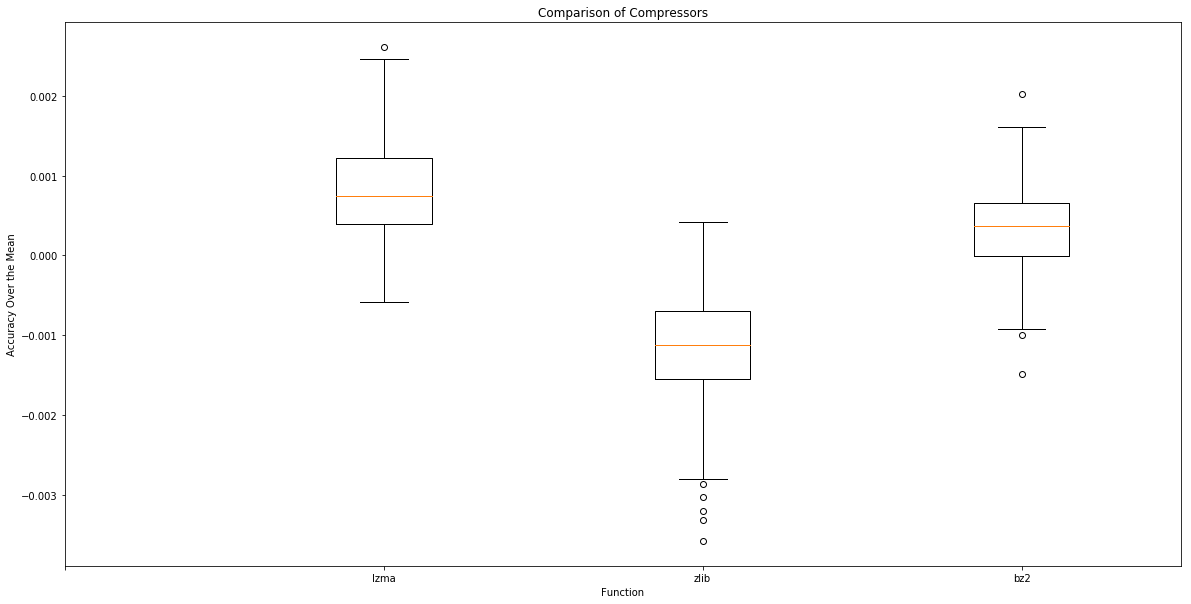 Comparison of Compressors
Accuracy Over the Mean
0.002
0.001
0.000
−0.001
−0.002
−0.003
lzma
zlib
bz2
Function